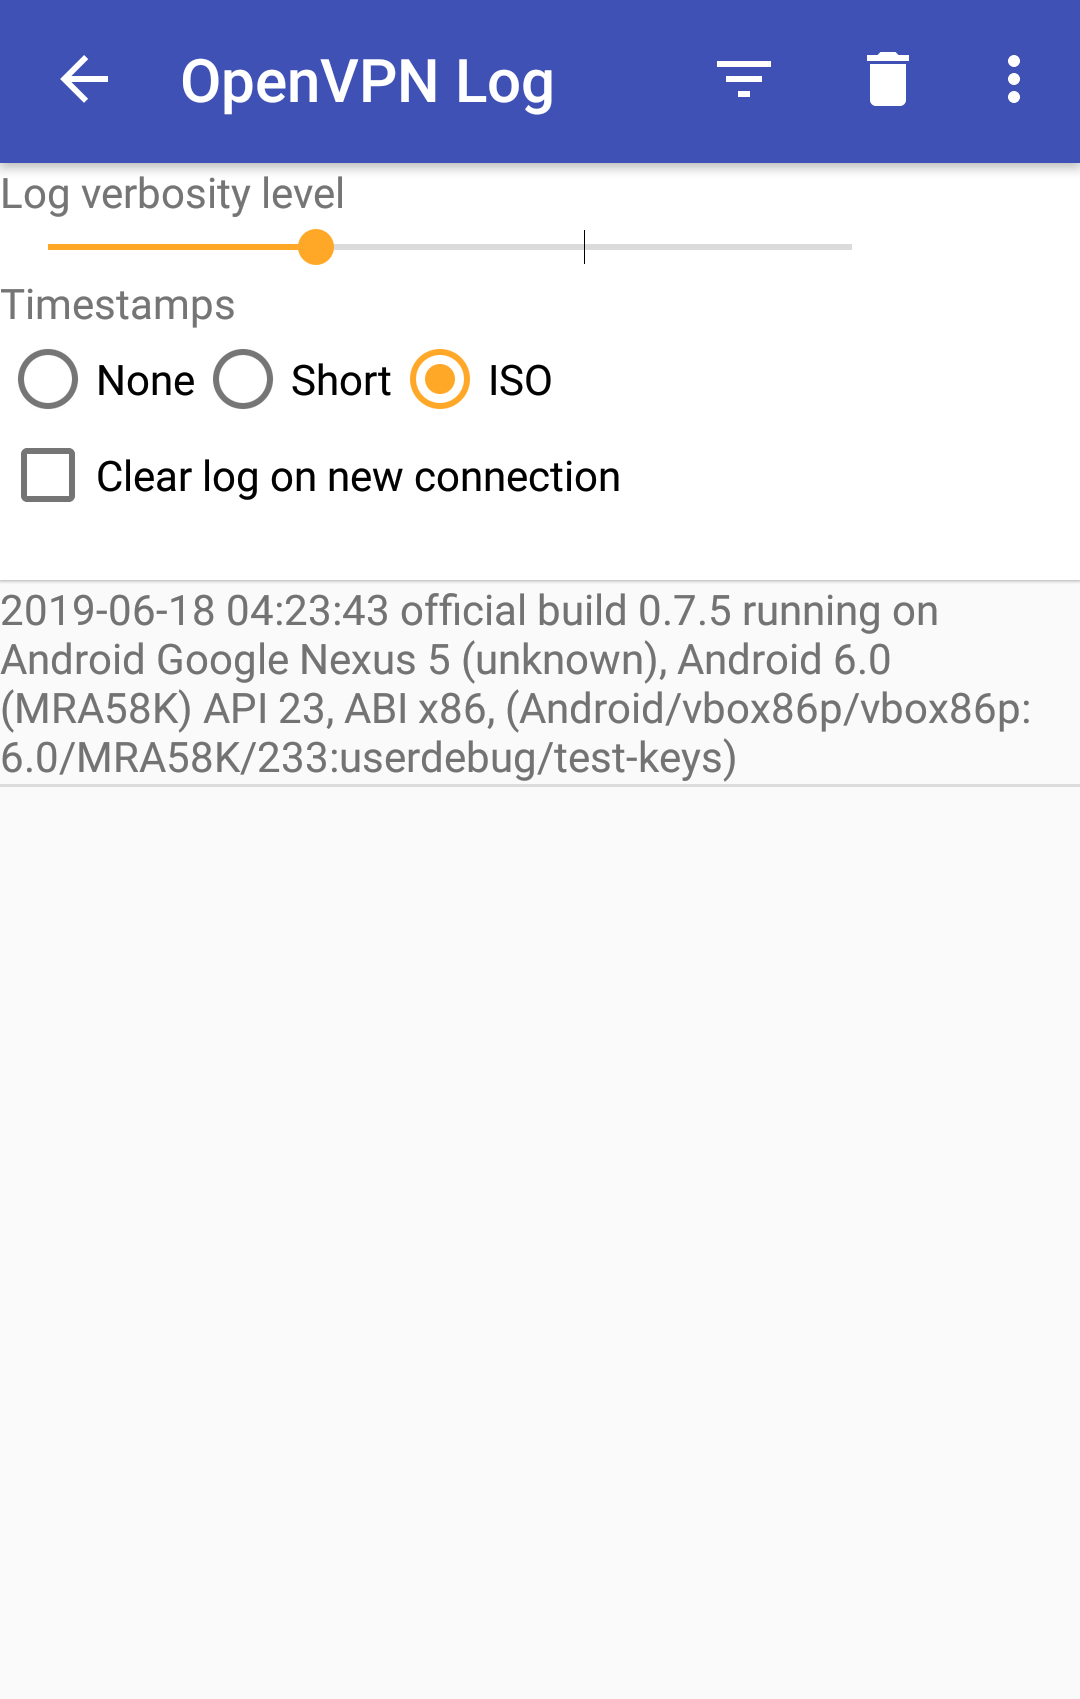 OpenVPN Log
Log verbosity level
Timestamps
None Short ISO
Clear log on new connection
2019-06-18 04:23:43 official build 0.7.5 running on
Android Google Nexus 5 (unknown), Android 6.0
(MRA58K) API 23, ABI x86, (Android/vbox86p/vbox86p:
6.0/MRA58K/233:userdebug/test-keys)